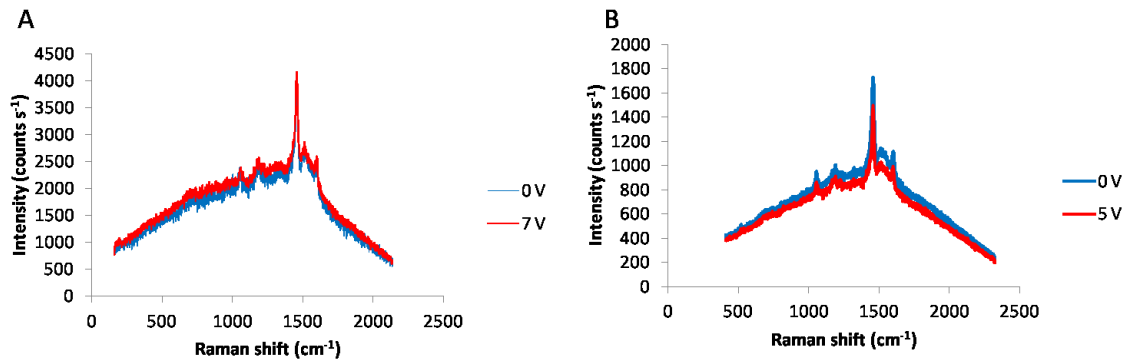 A
Intensity (counts s-1)
4500
4000
3500
3000
2500
2000
1500
1000
500
0
0 500 1000 1500 2000 2500
Raman shift (cm-1)
0 V
7 V
B
Intensity (counts s-1)
2000
1800
1600
1400
1200
1000
800
600
400
200
0
0 500 1000 1500 2000 2500
Raman shift (cm-1)
0 V
5 V